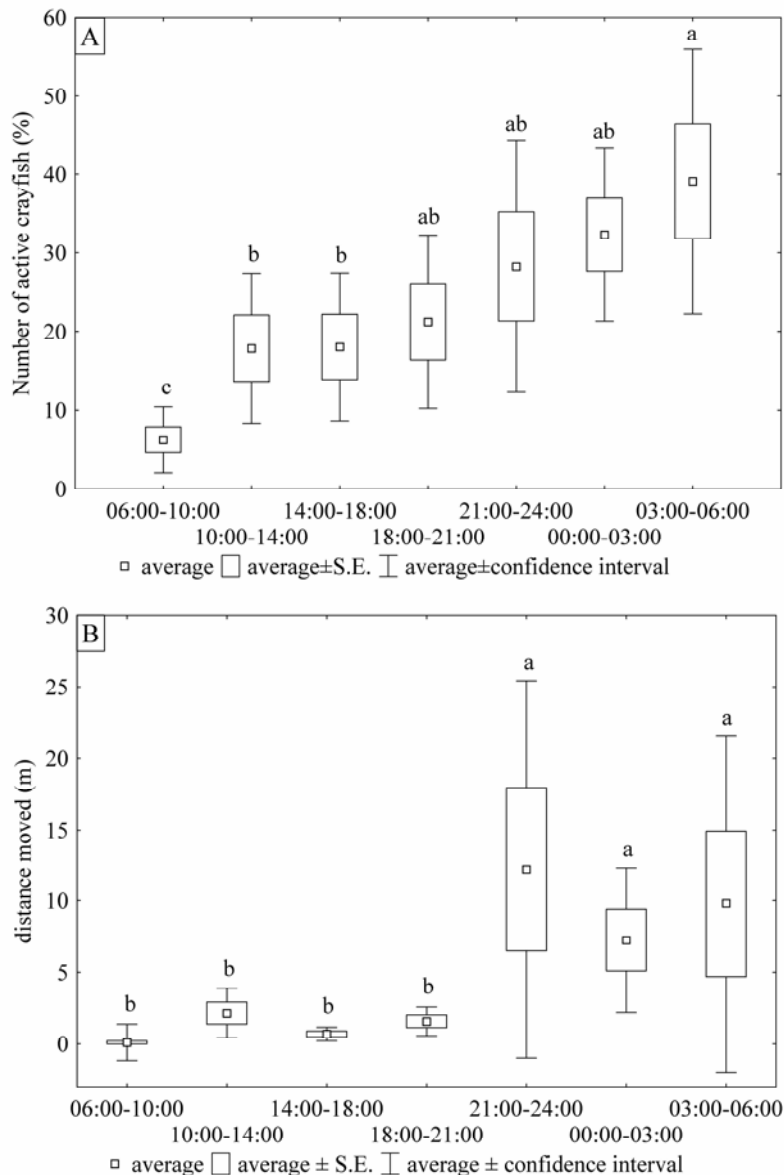 60
A
a
50
ab
ab
40
Number of active crayfish (%)
ab
b
b
30
20
c
10
0
06:00-10:00 14:00-18:00 21:00-24:00 03:00-06:00
10:00-14:00 18:00-21:00 00:00-03:00
average average±S.E. average±confidence interval
30
B
a
25
a
20
distance moved (m)
15
a
10
5
b
b
b
b
0
06:00-10:00 14:00-18:00 21:00-24:00 03:00-06:00
10:00-14:00 18:00-21:00 00:00-03:00
average average ± S.E. average ± confidence interval